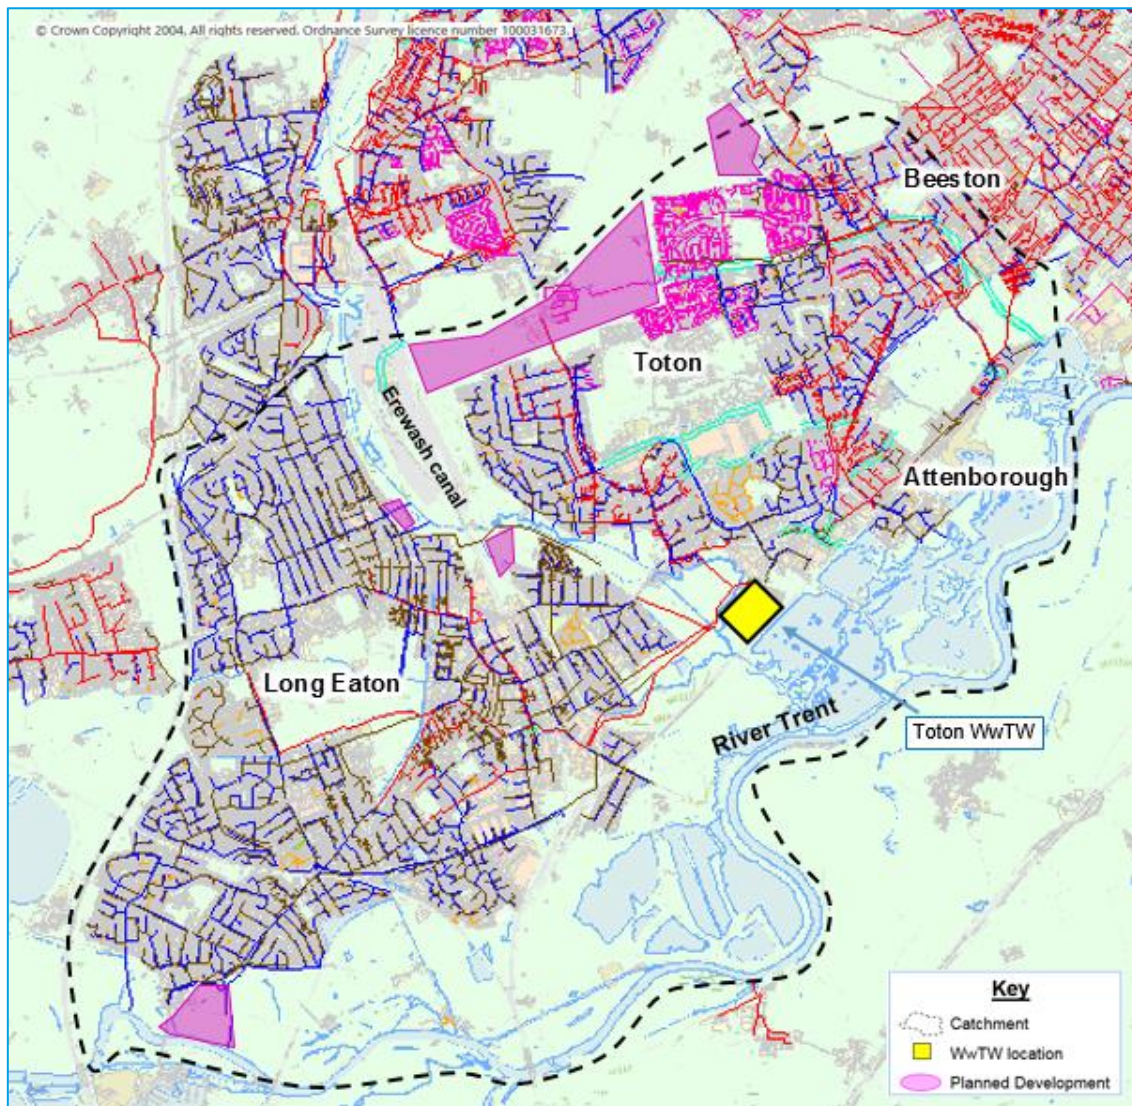 © Crown Copyright 2004, All rights reserved. Ordnance Survey licence number 100031673.
Beeston
Toton
Erewash canal
Attenborough
Long Eaton
River Trent
Toton WwTW
Key
Catchment
WwTW location
Planned Development